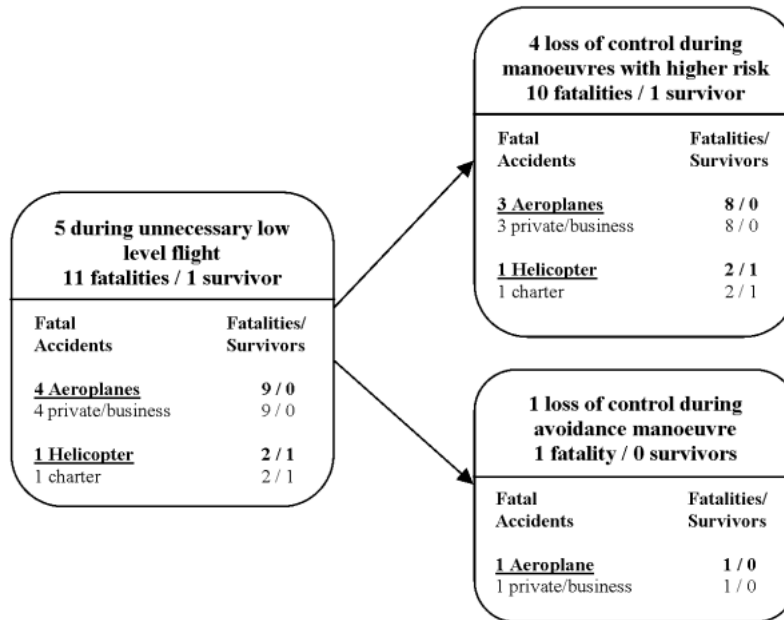 5 during unnecessary low
level flight
11 fatalities / 1 survivor
Fatal Fatalities/
Accidents Survivors
4 Aeroplanes 9 / 0
4 private/business 9 / 0
1 Helicopter 2 / 1
1 charter 2 / 1
4 loss of control during
manoeuvres with higher risk
10 fatalities / 1 survivor
Fatal Fatalities/
Accidents Survivors
3 Aeroplanes 8 / 0
3 private/business 8 / 0
1 Helicopter 2 / 1
1 charter 2 / 1
1 loss of control during
avoidance manoeuvre
1 fatality / 0 survivors
Fatal Fatalities/
Accidents Survivors
1 Aeroplane 1 / 0
1 private/business 1 / 0